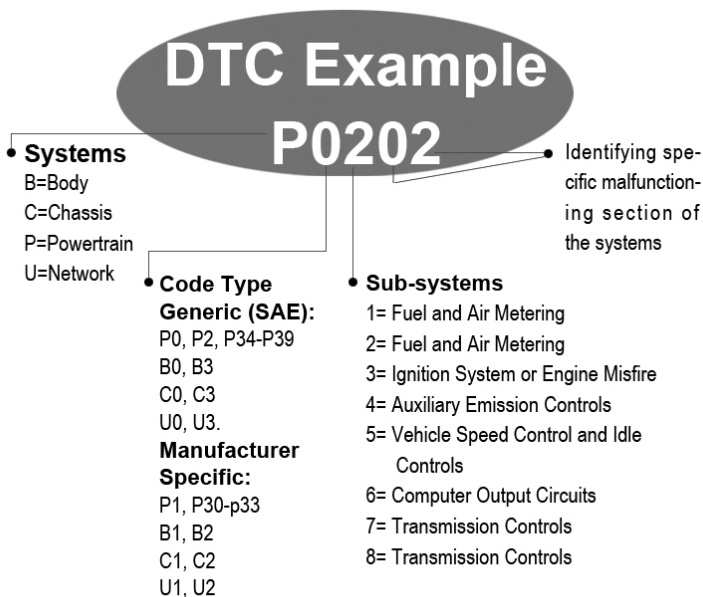 DTC Example
P0202
Systems
B=Body
C=Chassis
P=Powertrain
U=Network
Identifying spe-
cific malfunction-
ing section of
the systems
Code Type
Generic (SAE):
P0, P2, P34-P39
B0, B3
C0, C3
U0, U3.
Manufacturer
Specific:
P1, P30-p33
B1, B2
C1, C2
U1, U2
Sub-systems
1= Fuel and Air Metering
2= Fuel and Air Metering
3= Ignition System or Engine Misfire
4= Auxiliary Emission Controls
5= Vehicle Speed Control and Idle
Controls
6= Computer Output Circuits
7= Transmission Controls
8= Transmission Controls